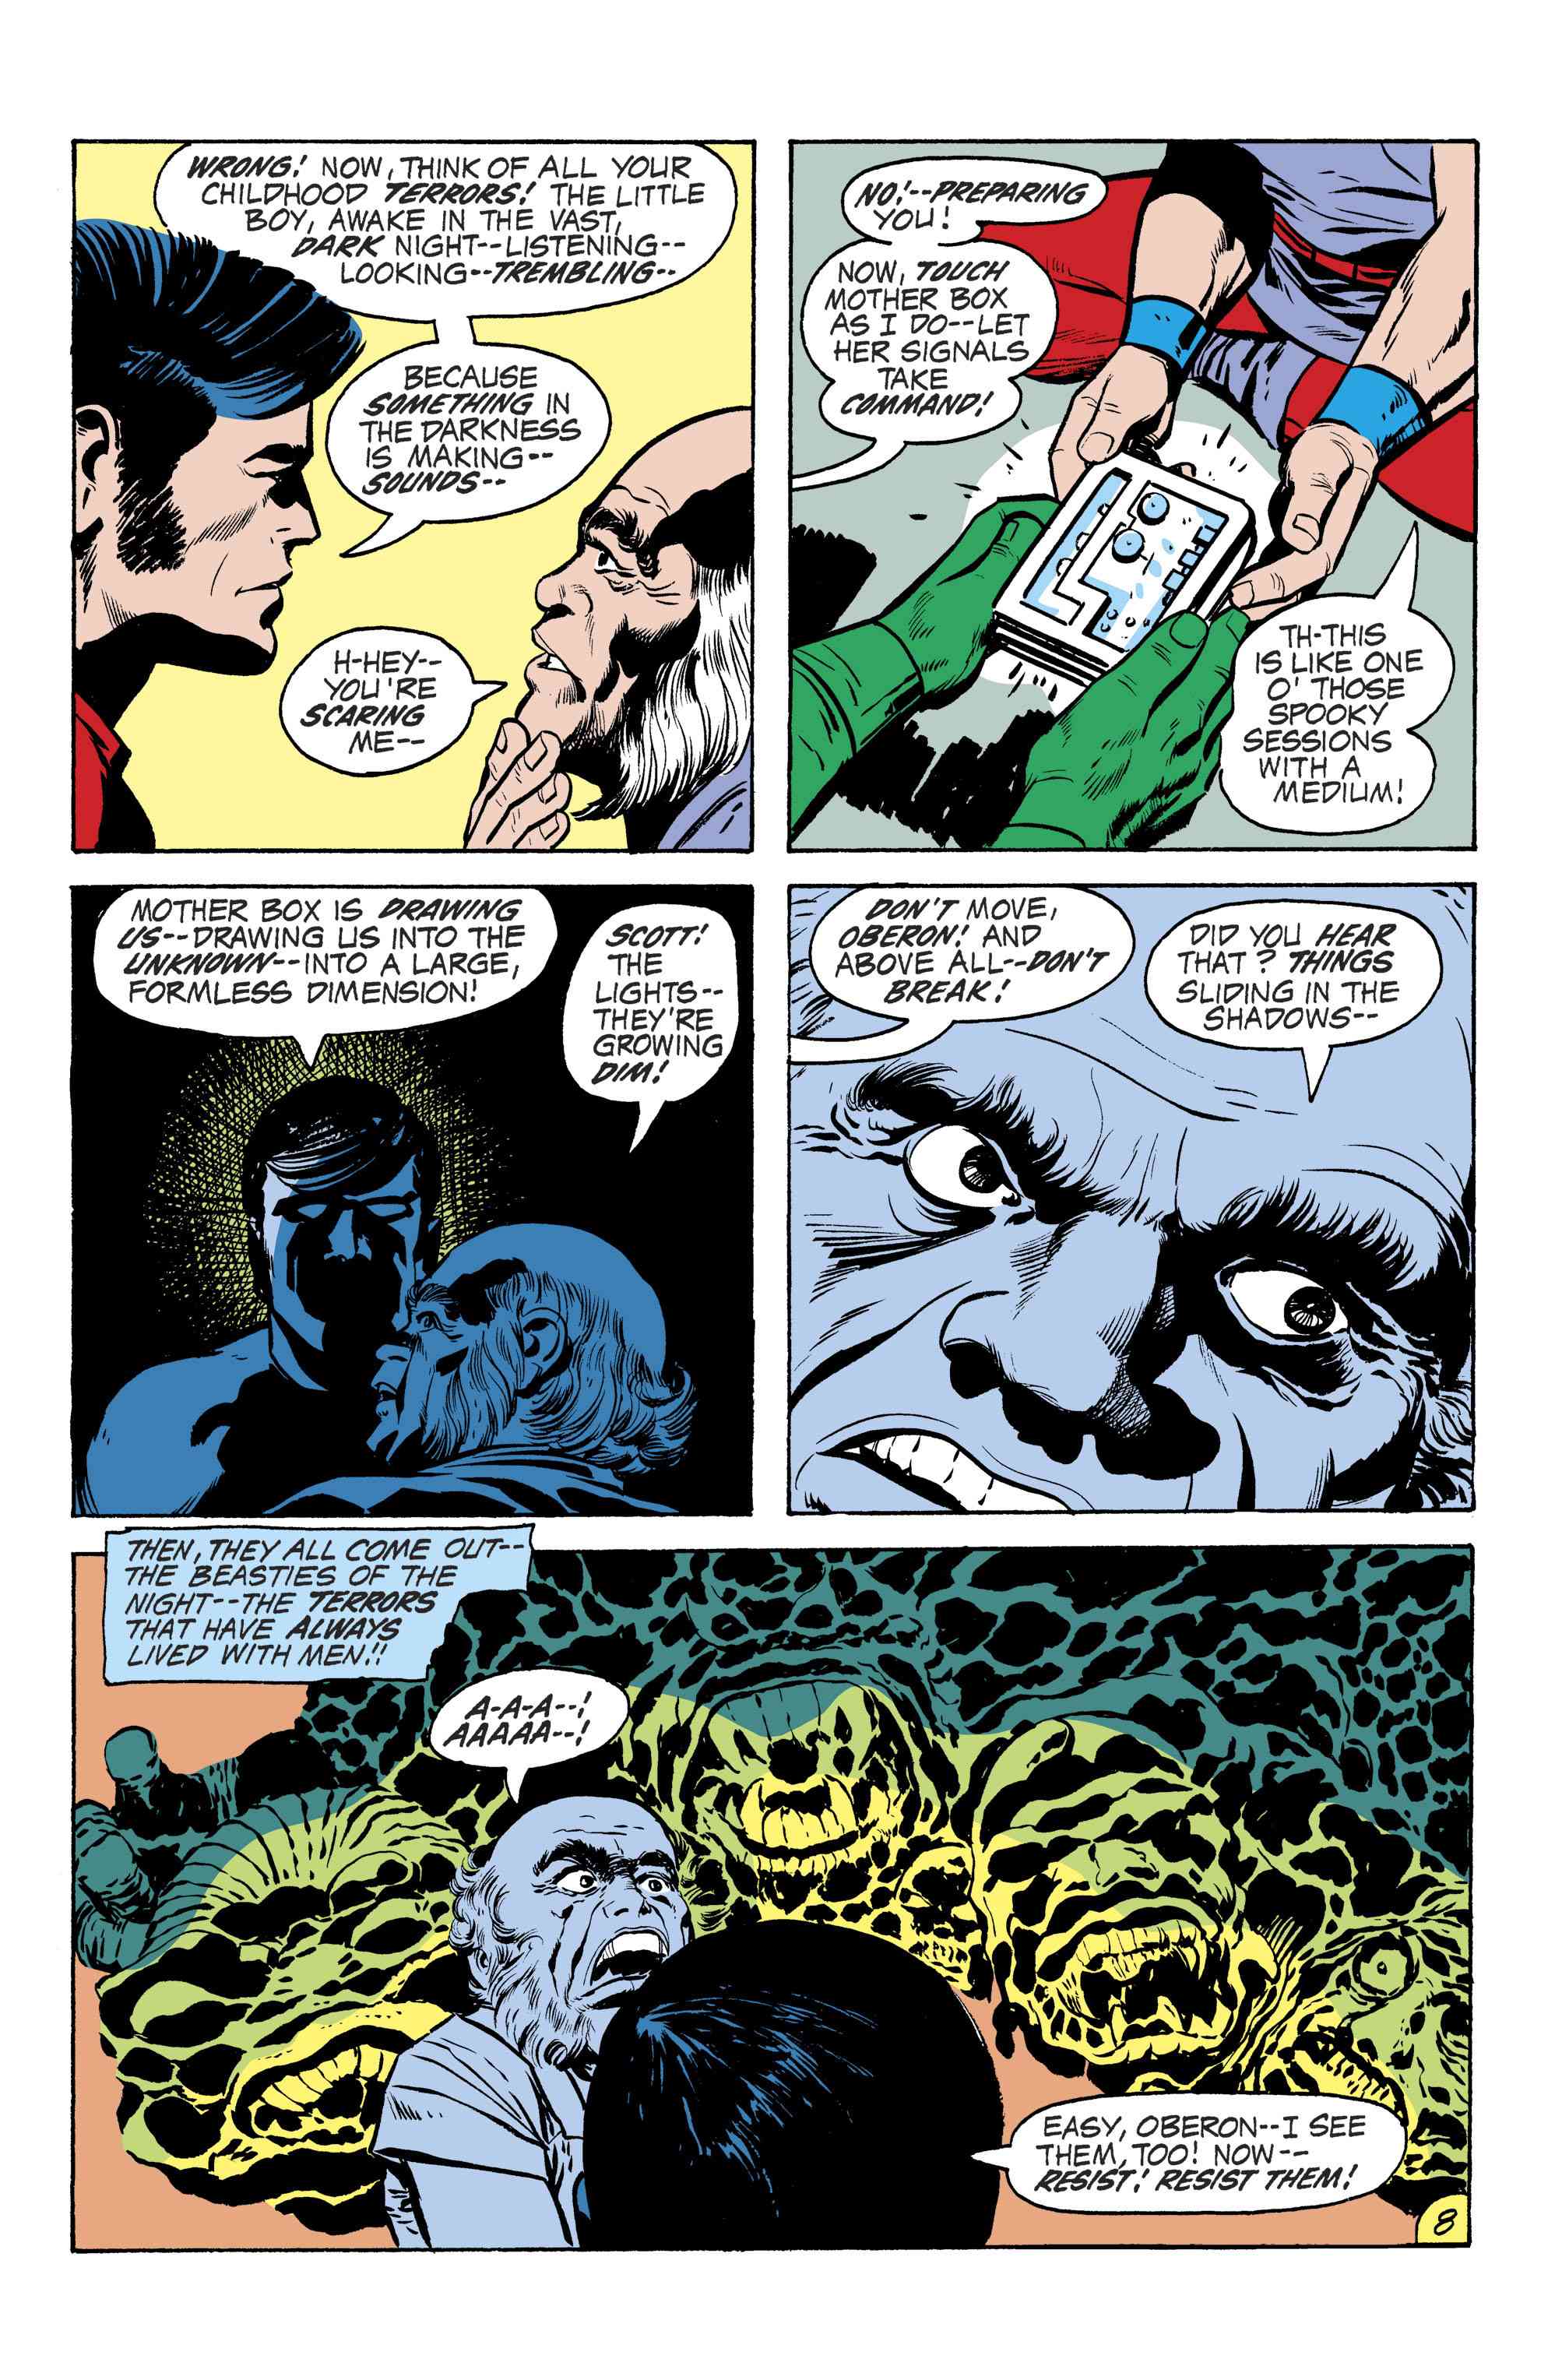 WRONG! NOW, THINK OF ALL YOUR
CHILDHOOD TERRORS! THE LITTLE
BOY, AWAKE IN THE VAST,
DARK NIGHT--LISTENING--
LOOKING--TREMBLING--
BECAUSE
SOMETHING IN
THE DARKNESS
IS MAKING--
SOUNDS--
H-HEY--
YOU'RE
SCARING
ME--
NO!--PREPARING
YOU!
NOW, TOUCH
MOTHER BOX
AS I DO--LET
HER SIGNALS
TAKE
COMMAND!
TH-THIS
IS LIKE ONE
O' THOSE
SPOOKY
SESSIONS
WITH A
MEDIUM!
MOTHER BOX IS DRAWING
US--DRAWING US INTO THE
UNKNOWN--INTO A LARGE,
FORMLESS DIMENSION!
SCOTT!
THE
LIGHTS--
THEY'RE
GROWING
DIM!
DON'T MOVE,
OBERON! AND
ABOVE ALL--DON'T
BREAK!
DID YOU HEAR
THAT? THINGS
SLIDING IN THE
SHADOWS--
THEN, THEY ALL COME OUT--
THE BEASTIES OF THE
NIGHT--THE TERRORS
THAT HAVE ALWAYS
LIVED WITH MEN!!
A-A-A--!
AAAAA--!
EASY, OBERON--I SEE
THEM, TOO! NOW--
RESIST! RESIST THEM!
8